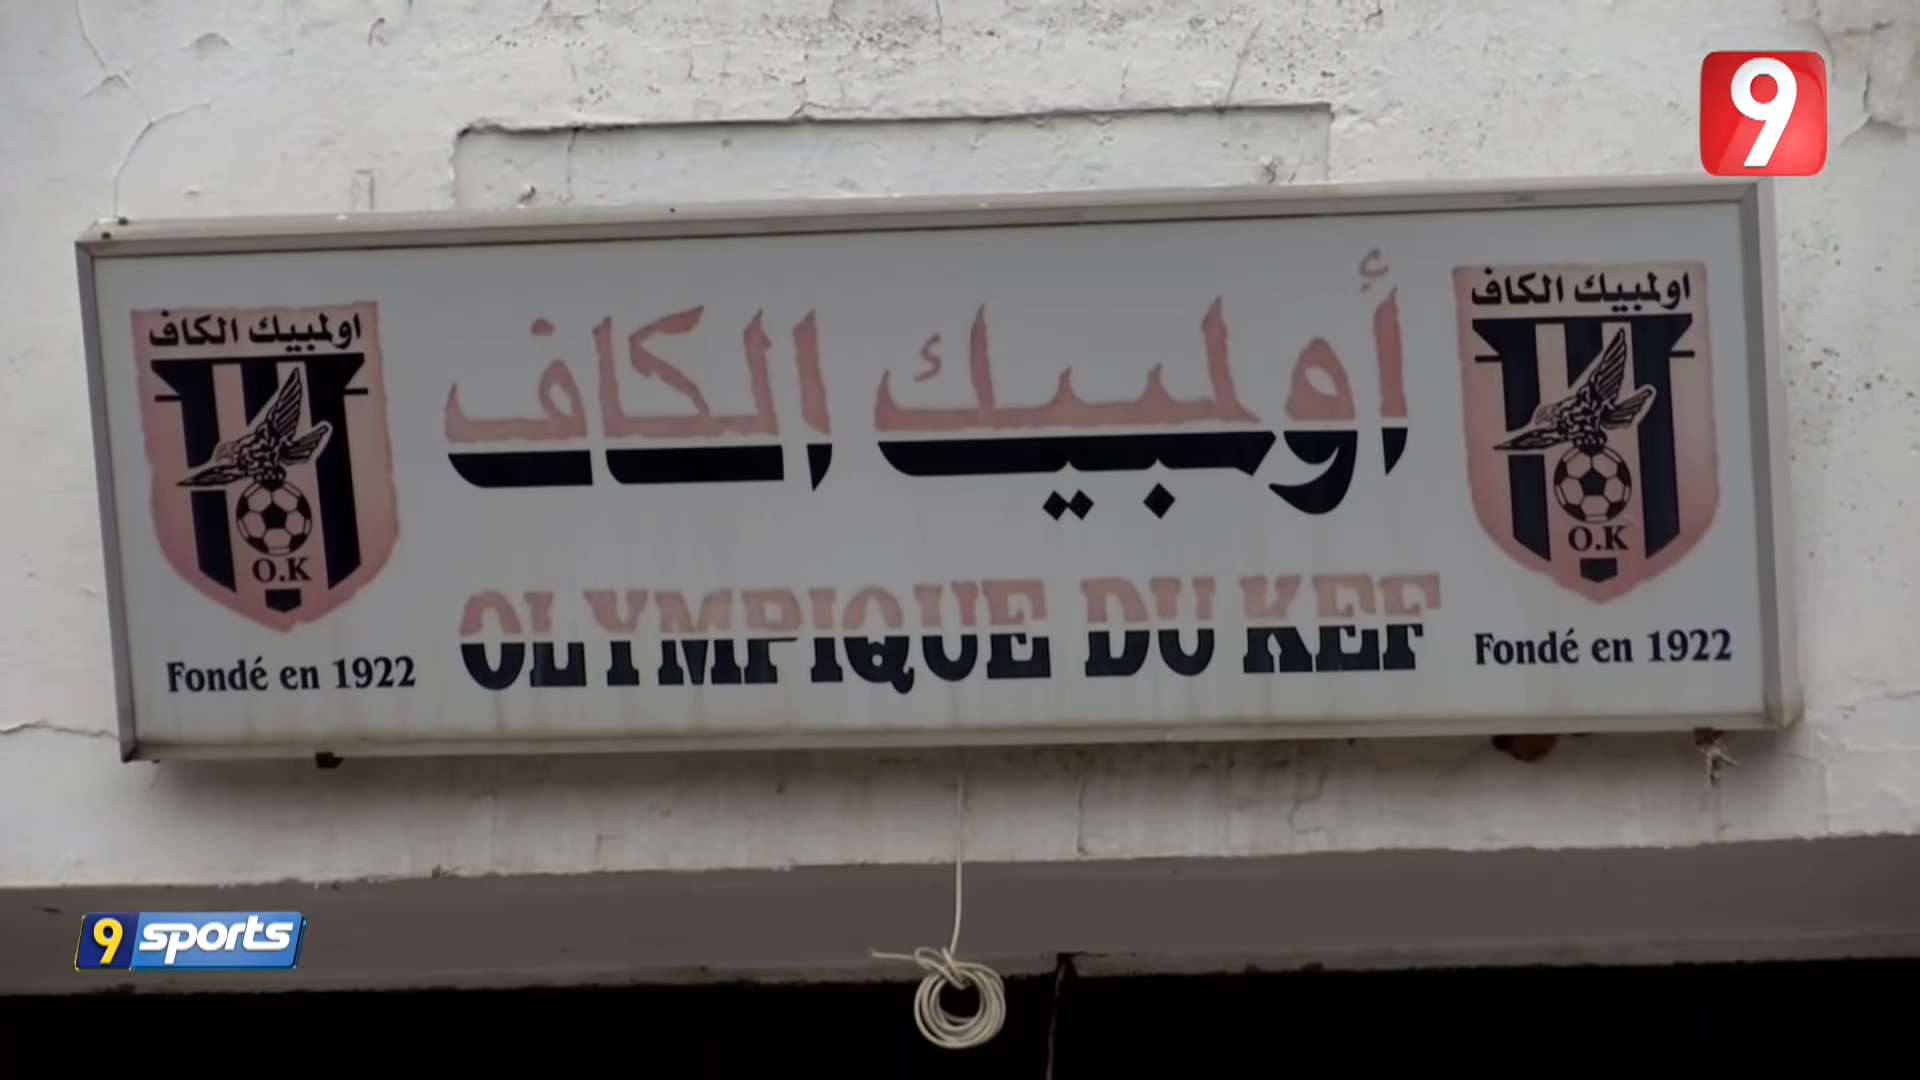 9
اولمبيك الكاف
O.K
Fondé en 1922
أولمبيك الكاف
OLYMPIQUE DU KEF
اولمبيك الكاف
O.K
Fondé en 1922
9 sports